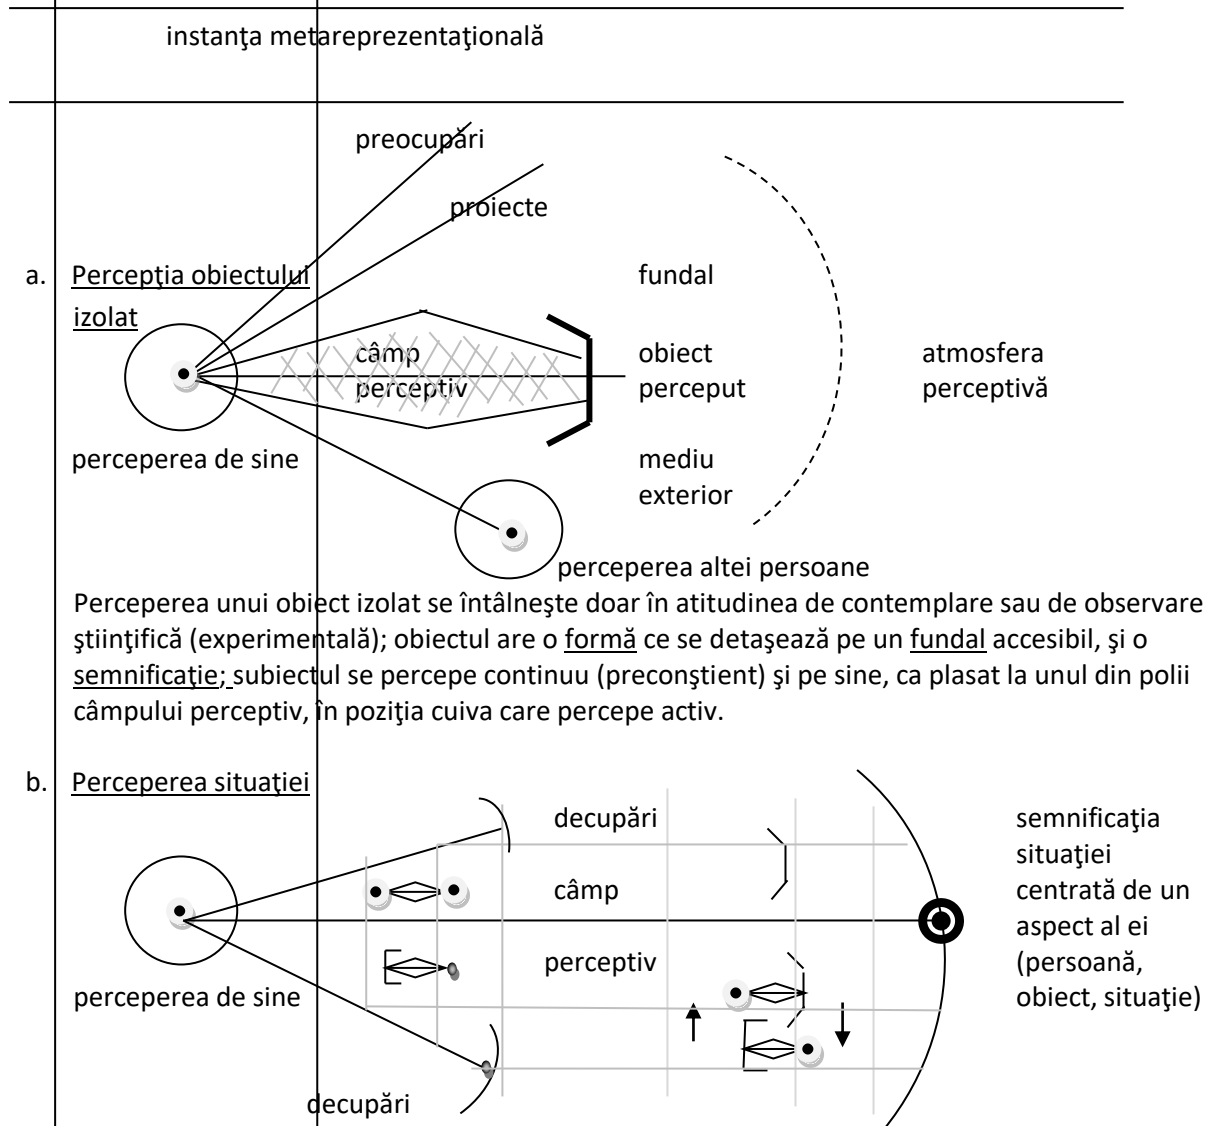 instanţa metareprezentaţională
preocupări
proiecte
a. Percepţia obiectului
izolat
fundal
câmp
perceptiv
obiect
perceput
atmosfera
perceptivă
perceperea de sine
mediu
exterior
perceperea altei persoane
Perceperea unui obiect izolat se întâlneşte doar în atitudinea de contemplare sau de observare
ştiinţifică (experimentală); obiectul are o formă ce se detaşează pe un fundal accesibil, şi o
semnificaţie; subiectul se percepe continuu (preconştient) şi pe sine, ca plasat la unul din polii
câmpului perceptiv, în poziţia cuiva care percepe activ.
b. Perceperea situaţiei
decupări
câmp
perceptiv
semnificaţia
situaţiei
centrată de un
aspect al ei
(persoană,
obiect, situaţie)
perceperea de sine
decupări